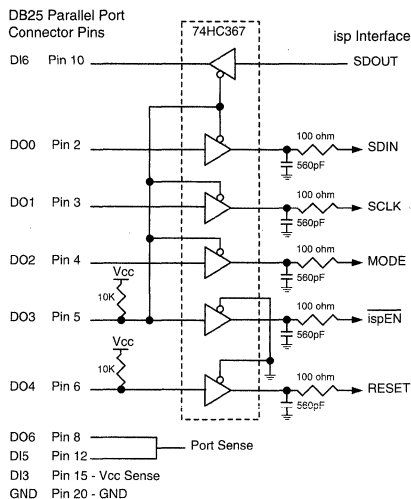 DB25 Parallel Port
Connector Pins
74HC367
isp Interface
DI6 Pin 10
SDOUT
DO0 Pin 2
100 ohm
SDIN
560pF
DO1 Pin 3
100 ohm
SCLK
560pF
DO2 Pin 4
100 ohm
MODE
560pF
Vcc
10K
DO3 Pin 5
100 ohm
ispEN
560pF
Vcc
10K
DO4 Pin 6
100 ohm
RESET
560pF
DO6 Pin 8
Port Sense
DI5 Pin 12
DI3 Pin 15 - Vcc Sense
GND Pin 20 - GND